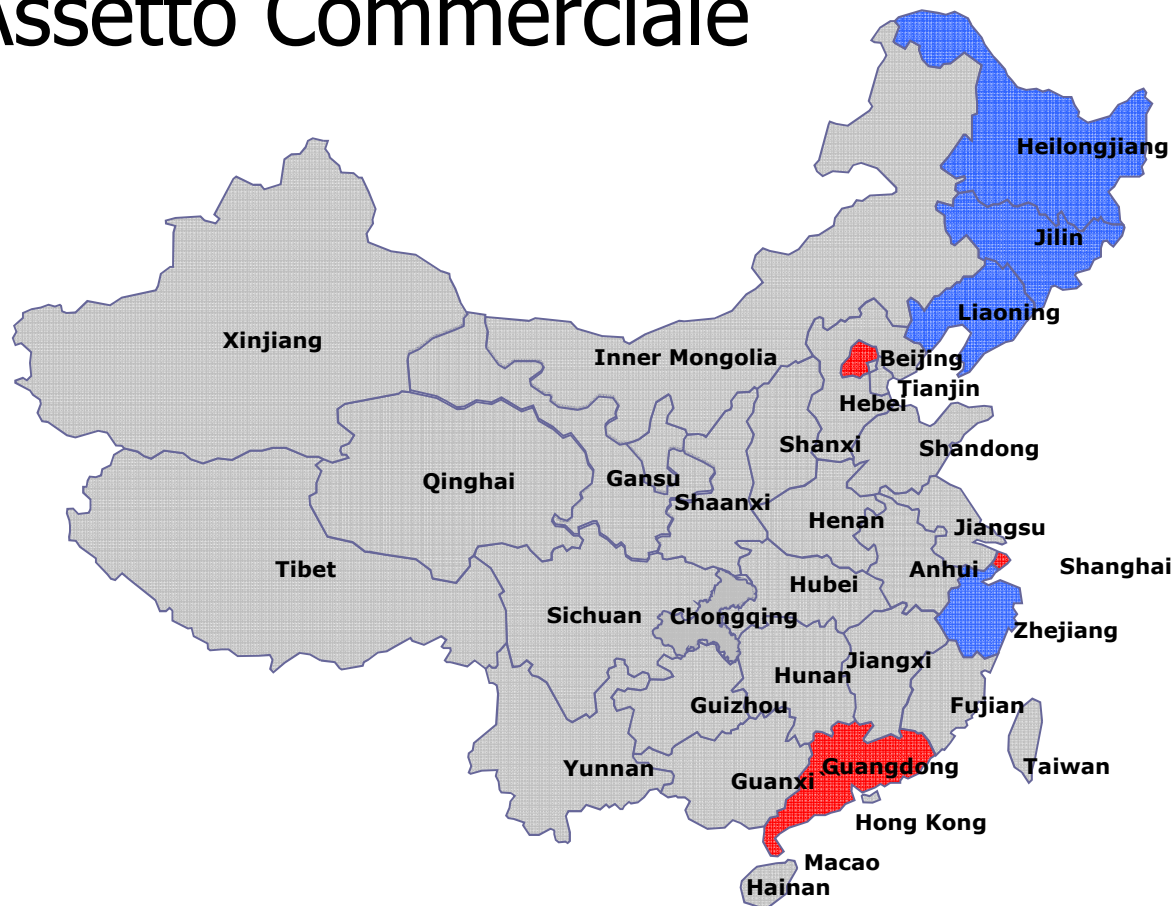 Assetto Commerciale
Heilongjiang
Jilin
Liaoning
Xinjiang
Inner Mongolia
Beijing
Tianjin
Hebei
Shanxi
Shandong
Qinghai
Gansu
Shaanxi
Henan
Jiangsu
Tibet
Anhui
Shanghai
Hubei
Sichuan
Chongqing
Zhejiang
Jiangxi
Hunan
Guizhou
Fujian
Yunnan
Guanxi
Guangdong
Taiwan
Hong Kong
Macao
Hainan